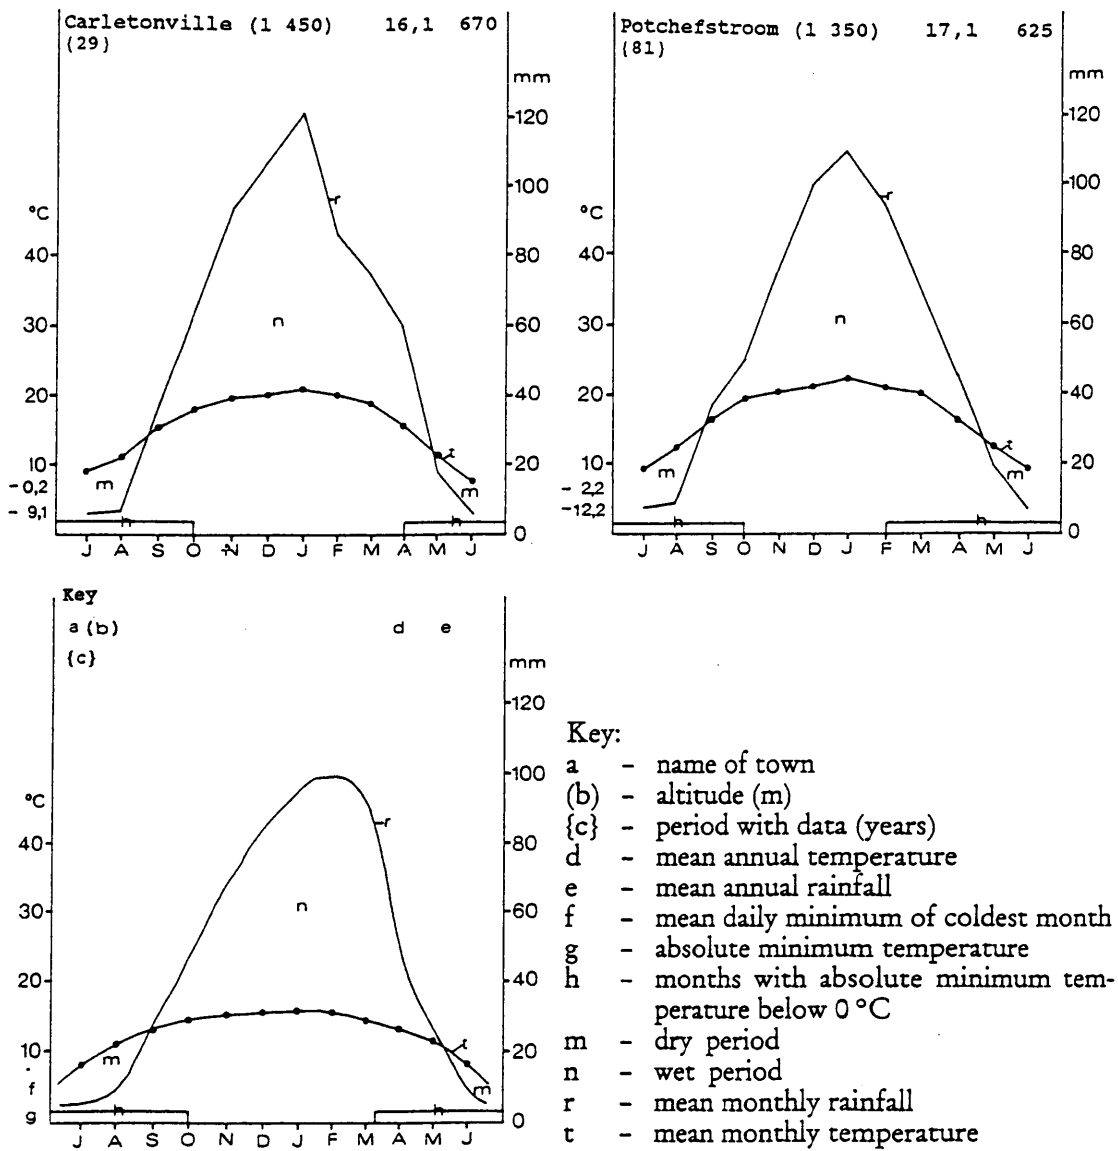 Carletonville (1 450) 16,1 670
{29}
mm
120
100
°C
80
40
r
n
60
30
20
40
10
20
t
m
m
- 0,2
- 9,1
h
h
0
J A S O N D J F M A M J
Potchefstroom (1 350) 17,1 625
{81}
mm
120
100
°C
80
40
r
n
60
30
20
40
10
20
t
m
m
- 2,2
-12,2
h
h
0
J A S O N D J F M A M J
Key
a (b) d e
{c}
mm
120
100
°C
80
40
r
n
60
30
20
40
10
20
t
m
m
f
g
h
h
0
J A S O N D J F M A M J
Key:
a - name of town
(b) - altitude (m)
{c} - period with data (years)
d - mean annual temperature
e - mean annual rainfall
f - mean daily minimum of coldest month
g - absolute minimum temperature
h - months with absolute minimum tem-
perature below 0 °C
m - dry period
n - wet period
r - mean monthly rainfall
t - mean monthly temperature